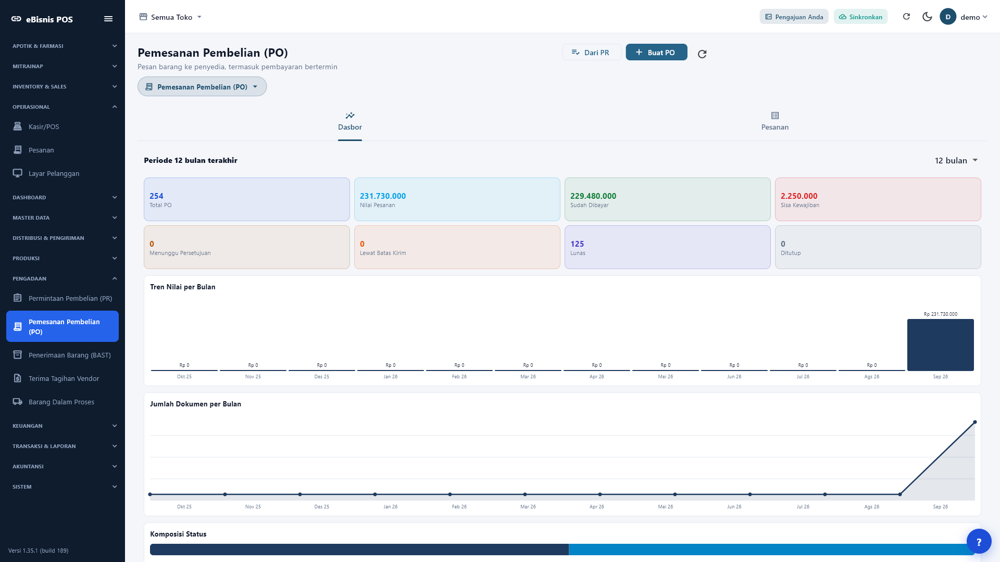 eBisnis POS
APOTIK & FARMASI
MITRAINAP
INVENTORY & SALES
OPERASIONAL
Kasir/POS
Pesanan
Layar Pelanggan
DASHBOARD
MASTER DATA
DISTRIBUSI & PENGIRIMAN
PRODUKSI
PENGADAAN
Permintaan Pembelian (PR)
Pemesanan Pembelian
(PO)
Penerimaan Barang (BAST)
Terima Tagihan Vendor
Barang Dalam Proses
KEUANGAN
TRANSAKSI & LAPORAN
AKUNTANSI
SISTEM
Versi 1.35.1 (build 189)
Semua Toko
Pengajuan Anda
Sinkronkan
D
demo
Pemesanan Pembelian (PO)
Pesan barang ke penyedia, termasuk pembayaran bertermin
Dari PR
Buat PO
Pemesanan Pembelian (PO)
Dasbor
Pesanan
Periode 12 bulan terakhir
12 bulan
254
Total PO
231.730.000
Nilai Pesanan
229.480.000
Sudah Dibayar
2.250.000
Sisa Kewajiban
0
Menunggu Persetujuan
0
Lewat Batas Kirim
125
Lunas
0
Ditutup
Tren Nilai per Bulan
Rp 0 Rp 0 Rp 0 Rp 0 Rp 0 Rp 0 Rp 0 Rp 0 Rp 0 Rp 0 Rp 0 Rp 231.730.000
Okt 25 Nov 25 Des 25 Jan 26 Feb 26 Mar 26 Apr 26 Mei 26 Jun 26 Jul 26 Ags 26 Sep 26
Jumlah Dokumen per Bulan
Okt 25 Nov 25 Des 25 Jan 26 Feb 26 Mar 26 Apr 26 Mei 26 Jun 26 Jul 26 Ags 26 Sep 26
Komposisi Status
?